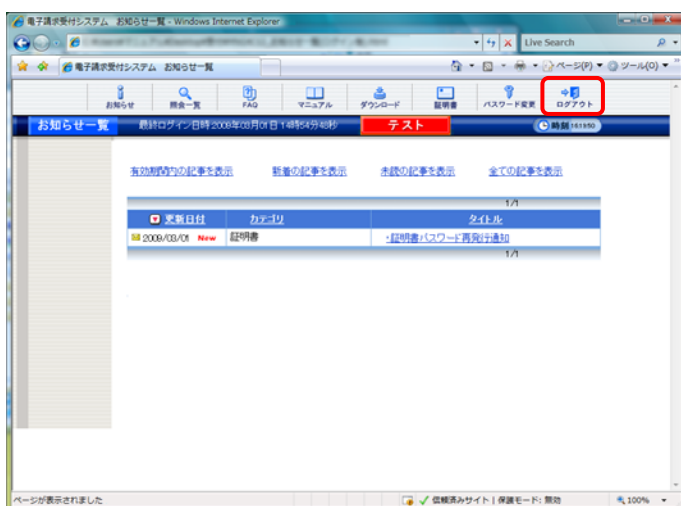 電子請求受付システム お知らせ一覧 - Windows Internet Explorer
Live Search
電子請求受付システム お知らせ一覧
ページ(P) ツール(O)
お知らせ 照会一覧 FAQ マニュアル ダウンロード 証明書 パスワード変更 ログアウト
お知らせ一覧 最終ログイン日時:2009年03月01日 14時54分48秒 テスト 時刻 16:19:50
有効期間内の記事を表示 新着の記事を表示 未読の記事を表示 全ての記事を表示
1/1
更新日付 カテゴリ タイトル
2009/03/01 New 証明書 ・証明書パスワード再発行通知
1/1
ページが表示されました 信頼済みサイト | 保護モード: 無効 100%